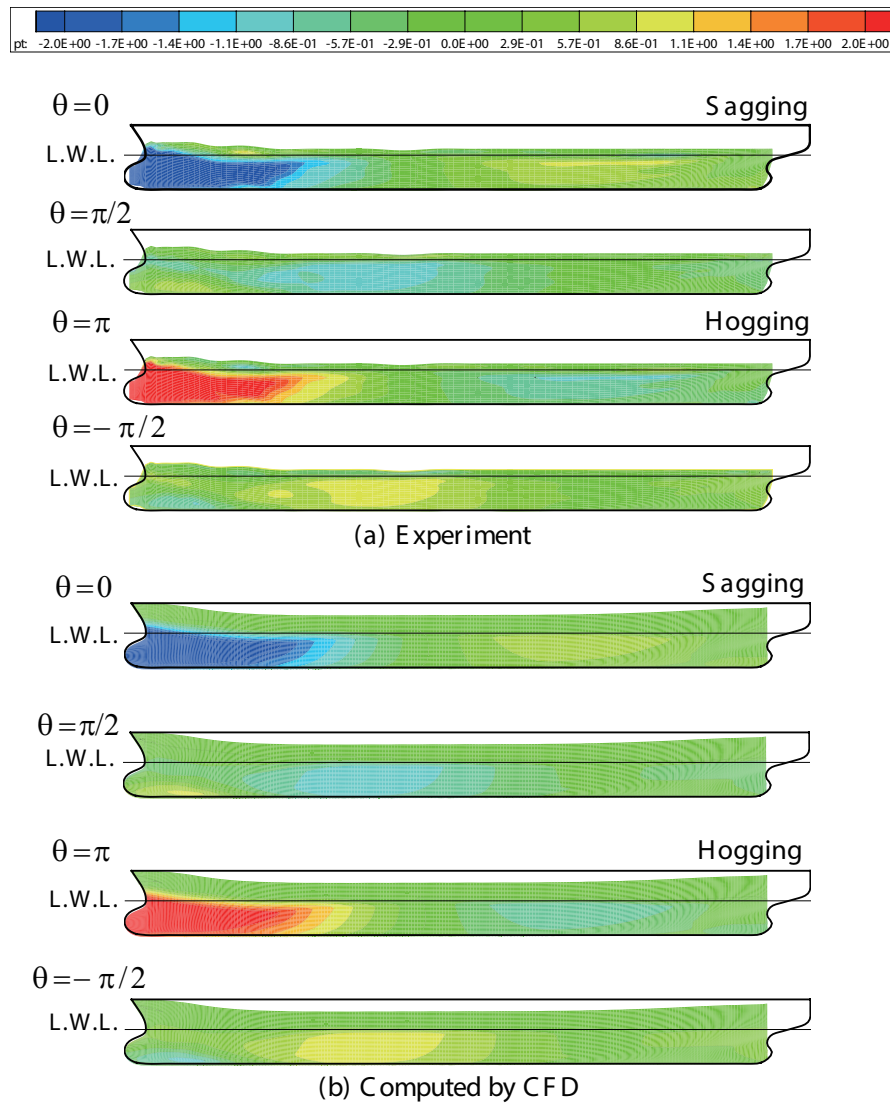 pt: -2.0E+00 -1.7E+00 -1.4E+00 -1.1E+00 -8.6E-01 -5.7E-01 -2.9E-01 0.0E+00 2.9E-01 5.7E-01 8.6E-01 1.1E+00 1.4E+00 1.7E+00 2.0E+00
θ=0 Sagging
L.W.L.
θ=π/2
L.W.L.
θ=π Hogging
L.W.L.
θ=− π/2
L.W.L.
(a) Experiment
θ=0 Sagging
L.W.L.
θ=π/2
L.W.L.
θ=π Hogging
L.W.L.
θ=− π/2
L.W.L.
(b) Computed by CFD